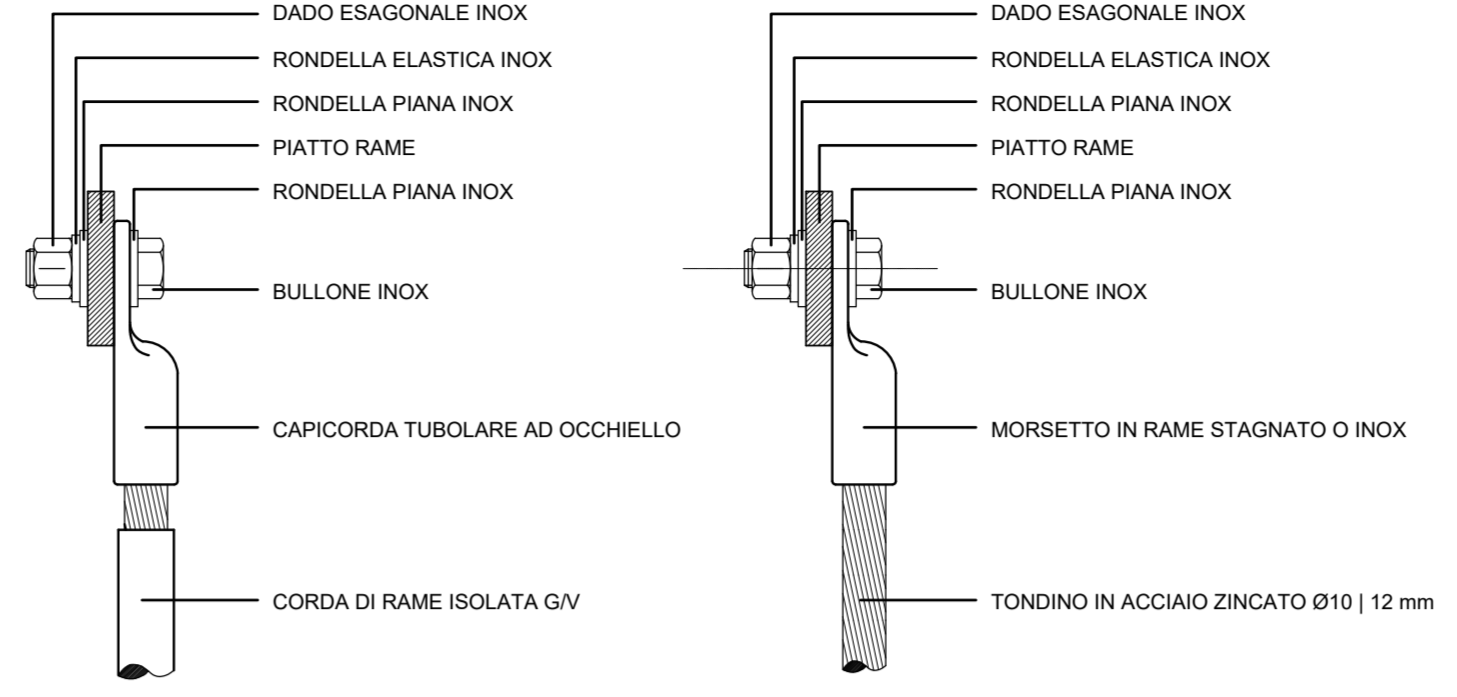 DADO ESAGONALE INOX
RONDELLA ELASTICA INOX
RONDELLA PIANA INOX
PIATTO RAME
RONDELLA PIANA INOX
BULLONE INOX
CAPICORDA TUBOLARE AD OCCHIELLO
CORDA DI RAME ISOLATA G/V
DADO ESAGONALE INOX
RONDELLA ELASTICA INOX
RONDELLA PIANA INOX
PIATTO RAME
RONDELLA PIANA INOX
BULLONE INOX
MORSETTO IN RAME STAGNATO O INOX
TONDINO IN ACCIAIO ZINCATO Ø10 | 12 mm